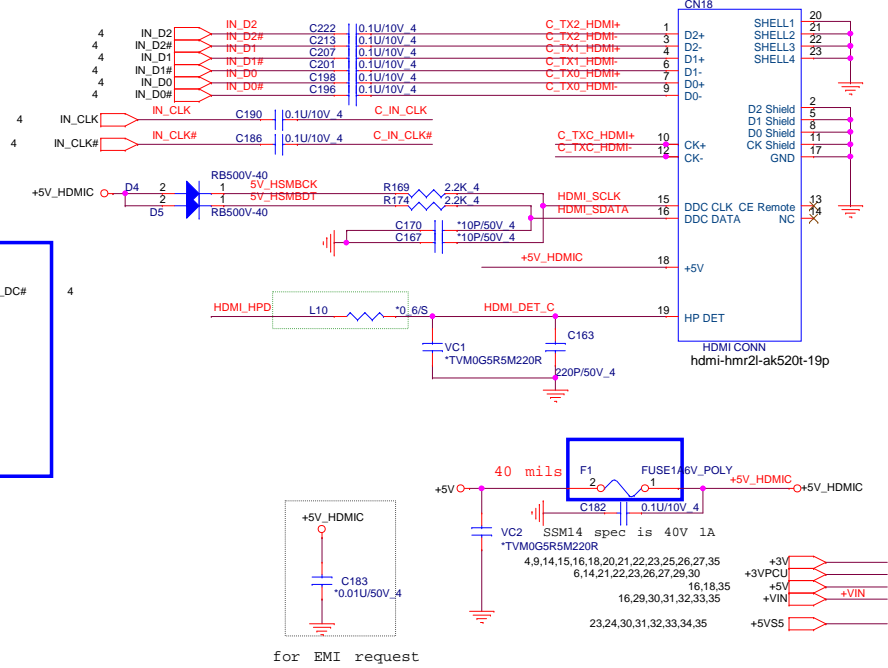 CN18
4 IN_D2 IN_D2 C222 0.1U/10V_4 C_TX2_HDMI+ 1 D2+ SHELL1 20
4 IN_D2# IN_D2# C213 0.1U/10V_4 C_TX2_HDMI- 3 D2- SHELL2 21
4 IN_D1 IN_D1 C207 0.1U/10V_4 C_TX1_HDMI+ 4 D1+ SHELL3 22
4 IN_D1# IN_D1# C201 0.1U/10V_4 C_TX1_HDMI- 6 D1- SHELL4 23
4 IN_D0 IN_D0 C198 0.1U/10V_4 C_TX0_HDMI+ 7 D0+
4 IN_D0# IN_D0# C196 0.1U/10V_4 C_TX0_HDMI- 9 D0-
4 IN_CLK IN_CLK C190 0.1U/10V_4 C_IN_CLK
D2 Shield 2
D1 Shield 5
D0 Shield 8
4 IN_CLK# IN_CLK# C186 0.1U/10V_4 C_IN_CLK#
C_TXC_HDMI+ 10 CK+ CK Shield 11
C_TXC_HDMI- 12 CK- GND 17
RB500V-40
+5V_HDMIC D4 2 1 5V_HSMBCK R169 2.2K_4 HDMI_SCLK 15 DDC CLK CE Remote 13
D5 2 1 5V_HSMBDT R174 2.2K_4 HDMI_SDATA 16 DDC DATA NC 14
RB500V-40
C170 *10P/50V_4
C167 *10P/50V_4
+5V_HDMIC 18 +5V
_DC# 4
HDMI_HPD L10 *0_6/S HDMI_DET_C 19 HP DET
C163
VC1
*TVM0G5R5M220R
220P/50V_4
HDMI CONN
hdmi-hmr2l-ak520t-19p
40 mils F1 FUSE1A6V_POLY
+5V 2 1 +5V_HDMIC +5V_HDMIC
C182 0.1U/10V_4
SSM14 spec is 40V 1A
VC2
*TVM0G5R5M220R
+5V_HDMIC
C183
*0.01U/50V_4
for EMI request
4,9,14,15,16,18,20,21,22,23,25,26,27,35 +3V
6,14,21,22,23,26,27,29,30 +3VPCU
16,18,35 +5V
16,29,30,31,32,33,35 +VIN +VIN
23,24,30,31,32,33,34,35 +5VS5